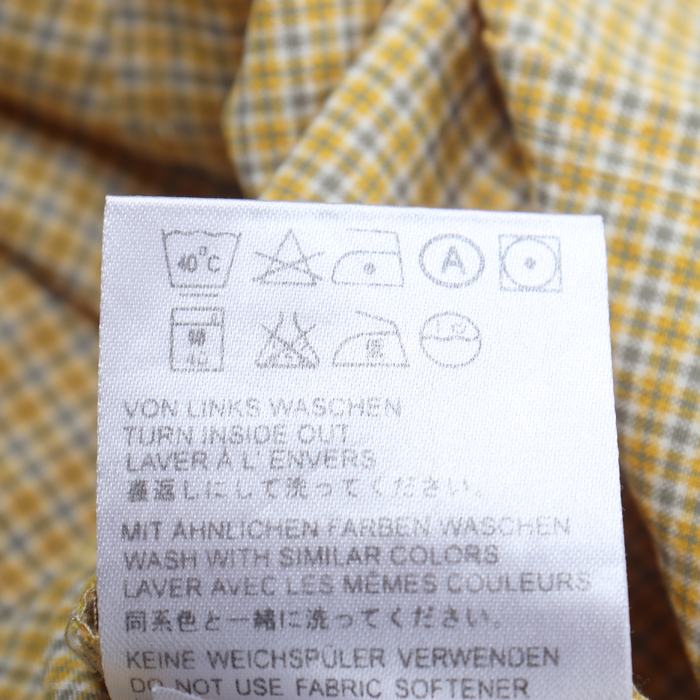 40°C A
VON LINKS WASCHEN
TURN INSIDE OUT
LAVER À L'ENVERS
裏返しにして洗ってください。
MIT ÄHNLICHEN FARBEN WASCHEN
WASH WITH SIMILAR COLORS
LAVER AVEC LES MÊMES COULEURS
同系色と一緒に洗ってください。
KEINE WEICHSPÜLER VERWENDEN
DO NOT USE FABRIC SOFTENER